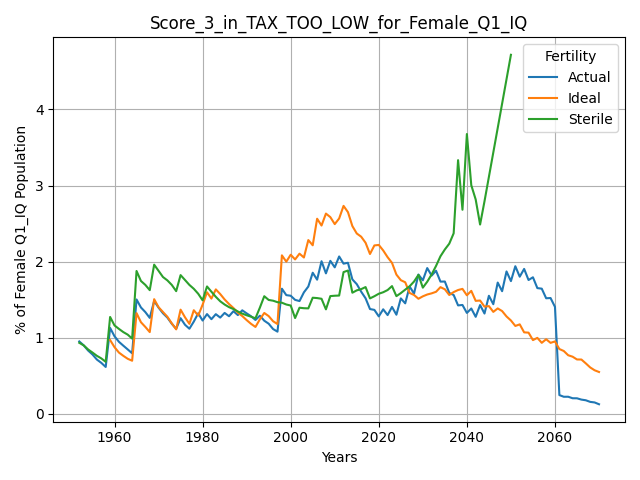 Score_3_in_TAX_TOO_LOW_for_Female_Q1_IQ
% of Female Q1_IQ Population
4
3
2
1
0
Fertility
Actual
Ideal
Sterile
1960 1980 2000 2020 2040 2060
Years